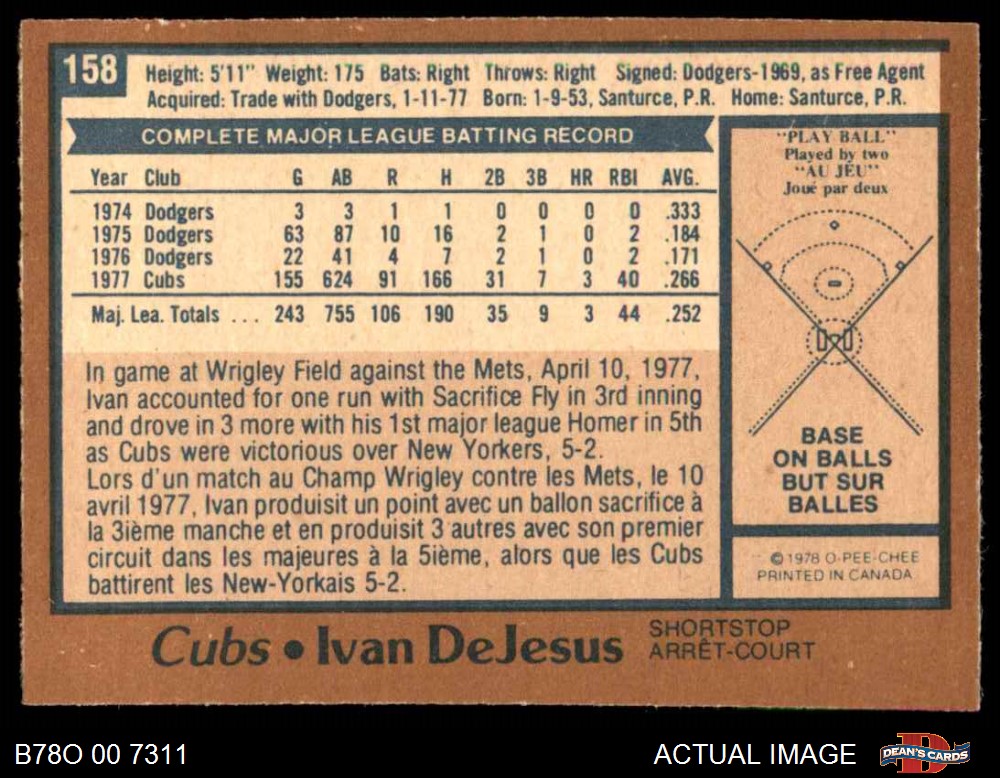 158
Height: 5'11" Weight: 175 Bats: Right Throws: Right Signed: Dodgers-1969, as Free Agent
Acquired: Trade with Dodgers, 1-11-77 Born: 1-9-53, Santurce, P.R. Home: Santurce, P.R.
COMPLETE MAJOR LEAGUE BATTING RECORD
Year Club G AB R H 2B 3B HR RBI AVG.
1974 Dodgers 3 3 1 1 0 0 0 0 .333
1975 Dodgers 63 87 10 16 2 1 0 2 .184
1976 Dodgers 22 41 4 7 2 1 0 2 .171
1977 Cubs 155 624 91 166 31 7 3 40 .266
Maj. Lea. Totals ... 243 755 106 190 35 9 3 44 .252
In game at Wrigley Field against the Mets, April 10, 1977,
Ivan accounted for one run with Sacrifice Fly in 3rd inning
and drove in 3 more with his 1st major league Homer in 5th
as Cubs were victorious over New Yorkers, 5-2.
Lors d'un match au Champ Wrigley contre les Mets, le 10
avril 1977, Ivan produisit un point avec un ballon sacrifice à
la 3ième manche et en produisit 3 autres avec son premier
circuit dans les majeures à la 5ième, alors que les Cubs
battirent les New-Yorkais 5-2.
"PLAY BALL"
Played by two
"AU JEU"
Joué par deux
BASE
ON BALLS
BUT SUR
BALLES
©1978 O-PEE-CHEE
PRINTED IN CANADA
Cubs • Ivan DeJesus
SHORTSTOP
ARRÊT-COURT
B78O 00 7311
ACTUAL IMAGE
DEAN'S CARDS